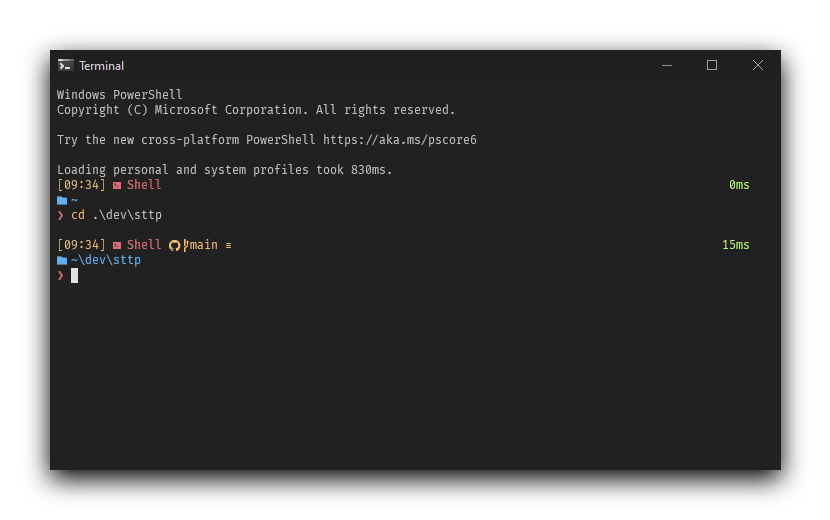 Terminal
Windows PowerShell
Copyright (C) Microsoft Corporation. All rights reserved.
Try the new cross-platform PowerShell https://aka.ms/pscore6
Loading personal and system profiles took 830ms.
[09:34] Shell 0ms
~
❯ cd .\dev\sttp
[09:34] Shell main ≡ 15ms
~\dev\sttp
❯